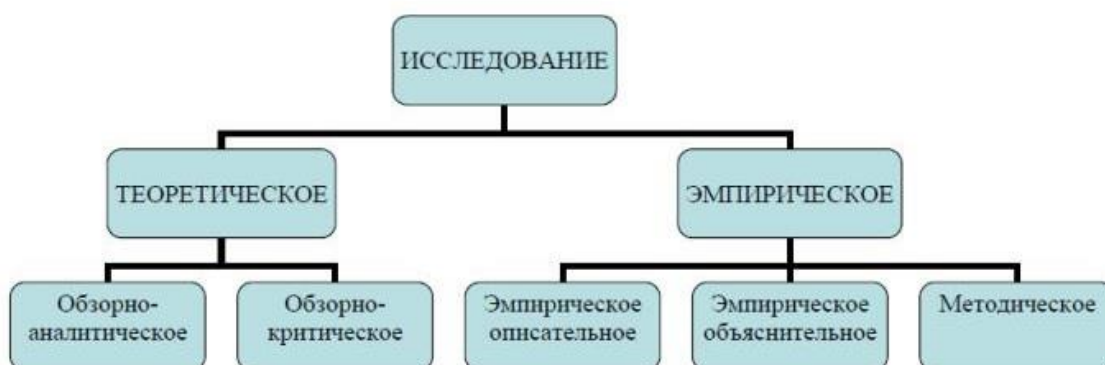 ИССЛЕДОВАНИЕ
ТЕОРЕТИЧЕСКОЕ
ЭМПИРИЧЕСКОЕ
Обзорно-
аналитическое
Обзорно-
критическое
Эмпирическое
описательное
Эмпирическое
объяснительное
Методическое